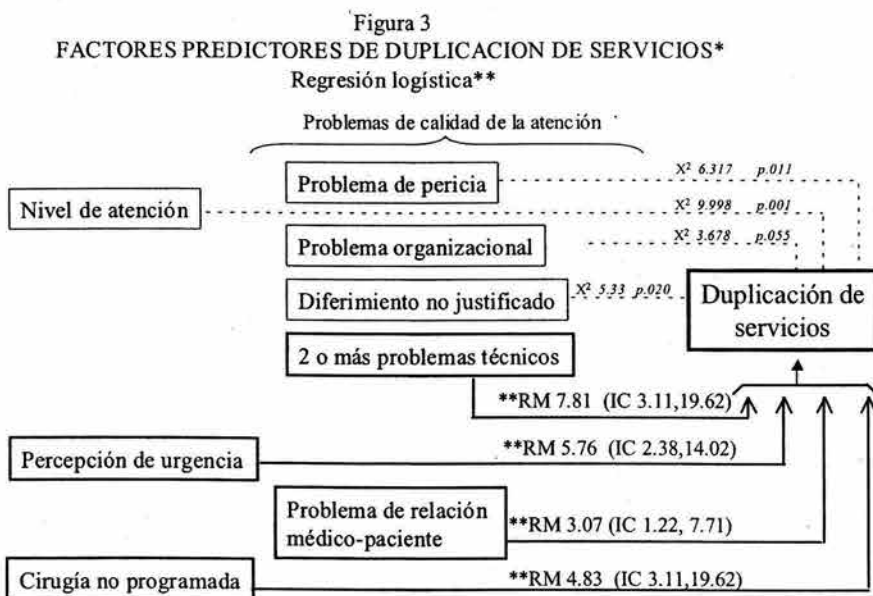 Figura 3
FACTORES PREDICTORES DE DUPLICACION DE SERVICIOS*
Regresión logística**
Problemas de calidad de la atención
Problema de pericia
X² 6.317 p.011
Nivel de atención
X² 9.998 p.001
Problema organizacional
X² 3.678 p.055
Diferimiento no justificado
X² 5.33 p.020
Duplicación de
servicios
2 o más problemas técnicos
**RM 7.81 (IC 3.11,19.62)
Percepción de urgencia
**RM 5.76 (IC 2.38,14.02)
Problema de relación
médico-paciente
**RM 3.07 (IC 1.22, 7.71)
Cirugía no programada
**RM 4.83 (IC 3.11,19.62)